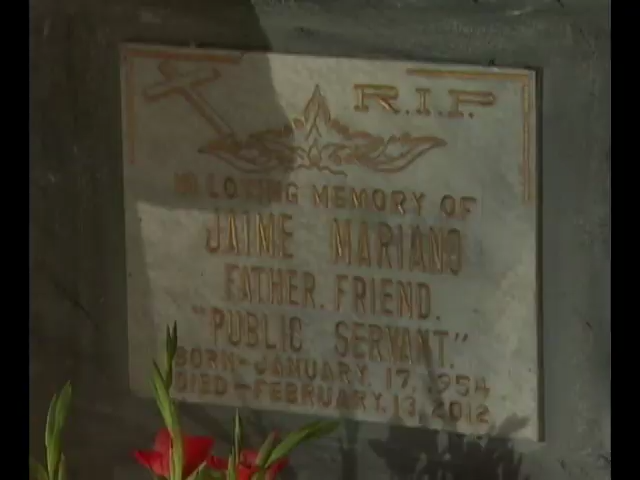 R.I.P.
IN LOVING MEMORY OF
JAIME MARIANO
FATHER. FRIEND.
"PUBLIC SERVANT."
BORN-JANUARY. 17, 1954
DIED-FEBRUARY. 13, 2012